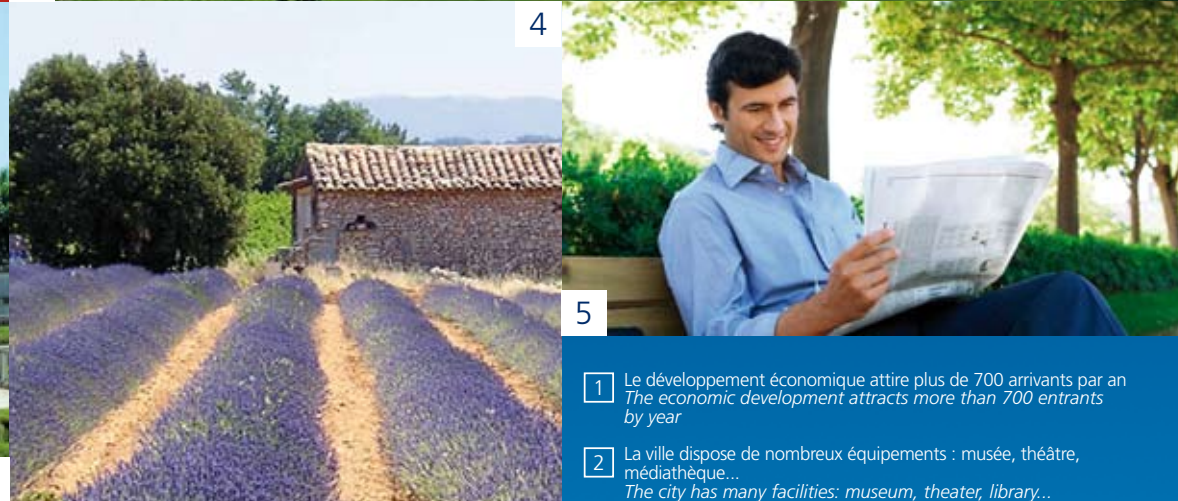 4
5
1 Le développement économique attire plus de 700 arrivants par an
The economic development attracts more than 700 entrants
by year
2 La ville dispose de nombreux équipements : musée, théâtre,
médiathèque...
The city has many facilities: museum, theater, library...